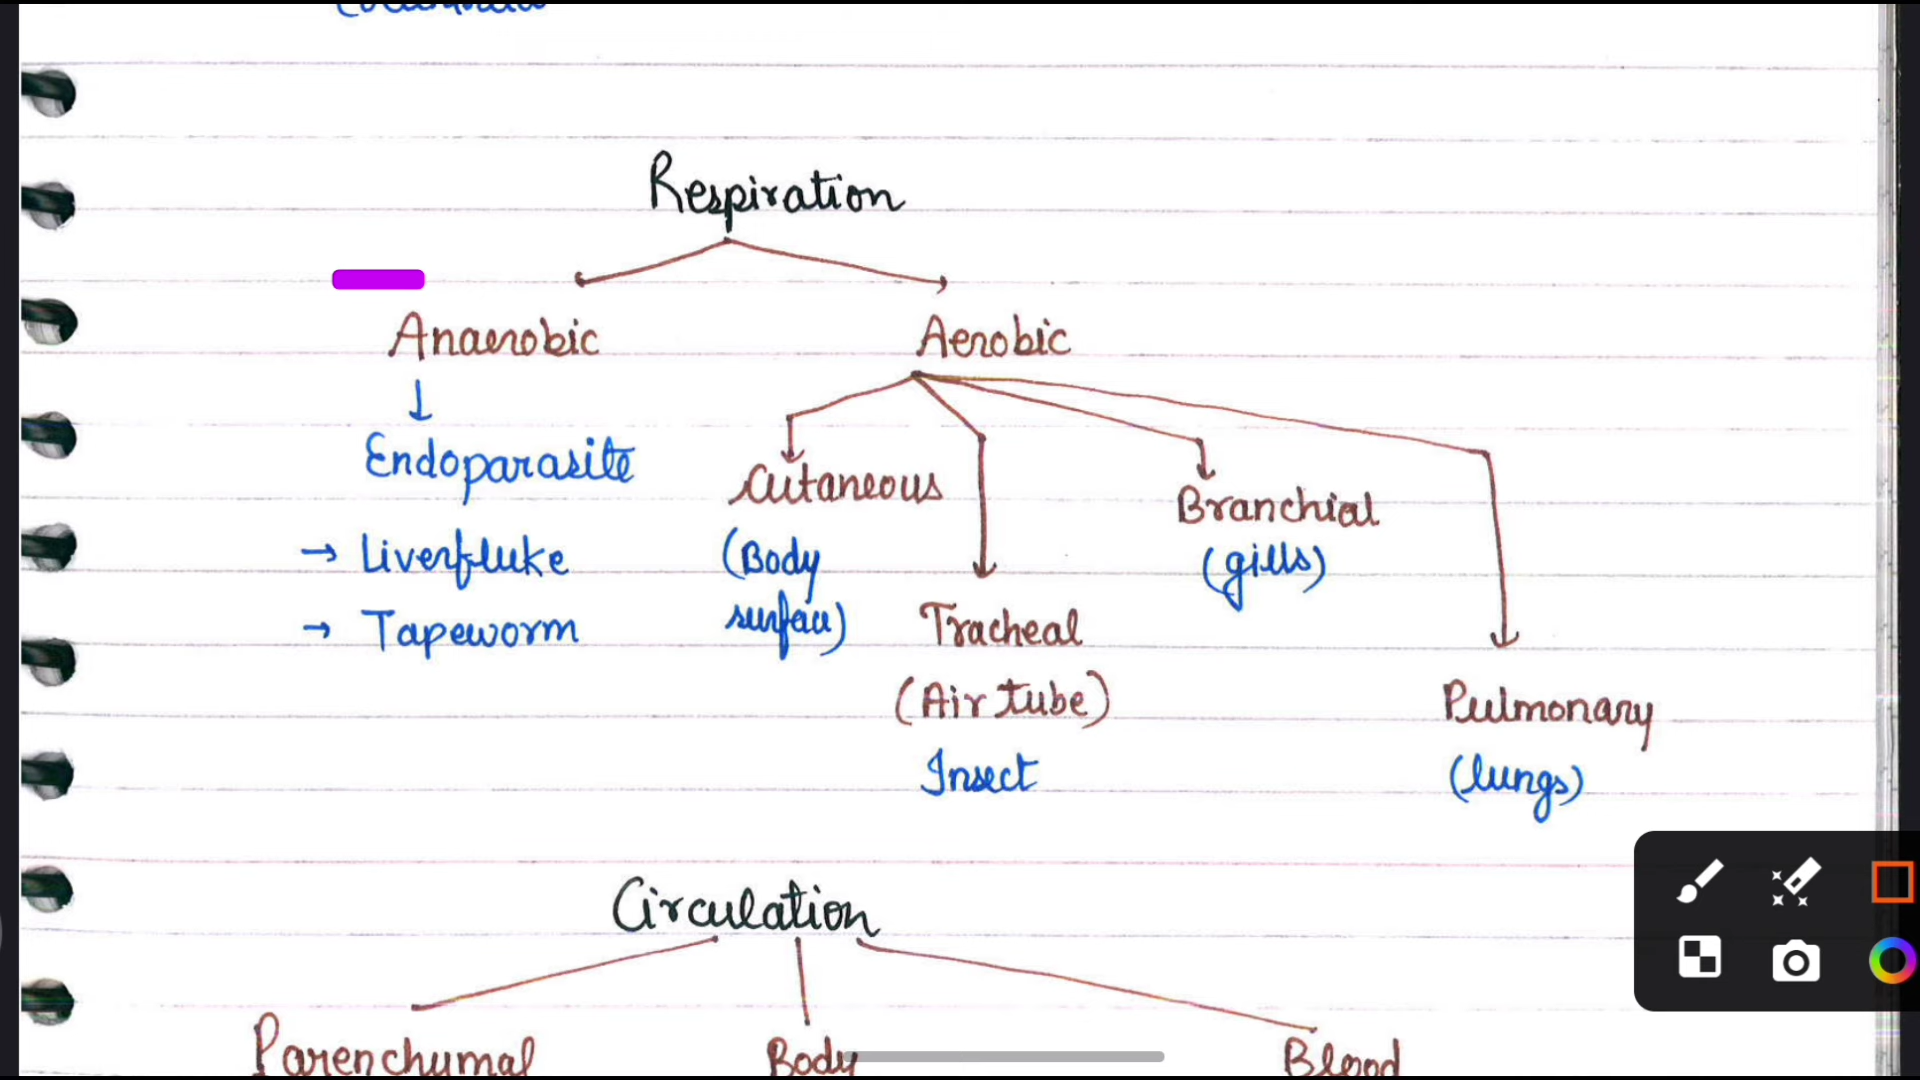 Respiration
Anaerobic
Aerobic
↓
Endoparasite
→ Liverfluke
→ Tapeworm
Cutaneous
(Body
surface)
Tracheal
(Air tube)
Insect
Branchial
(gills)
Pulmonary
(lungs)
Circulation
Parenchymal
Body
Blood